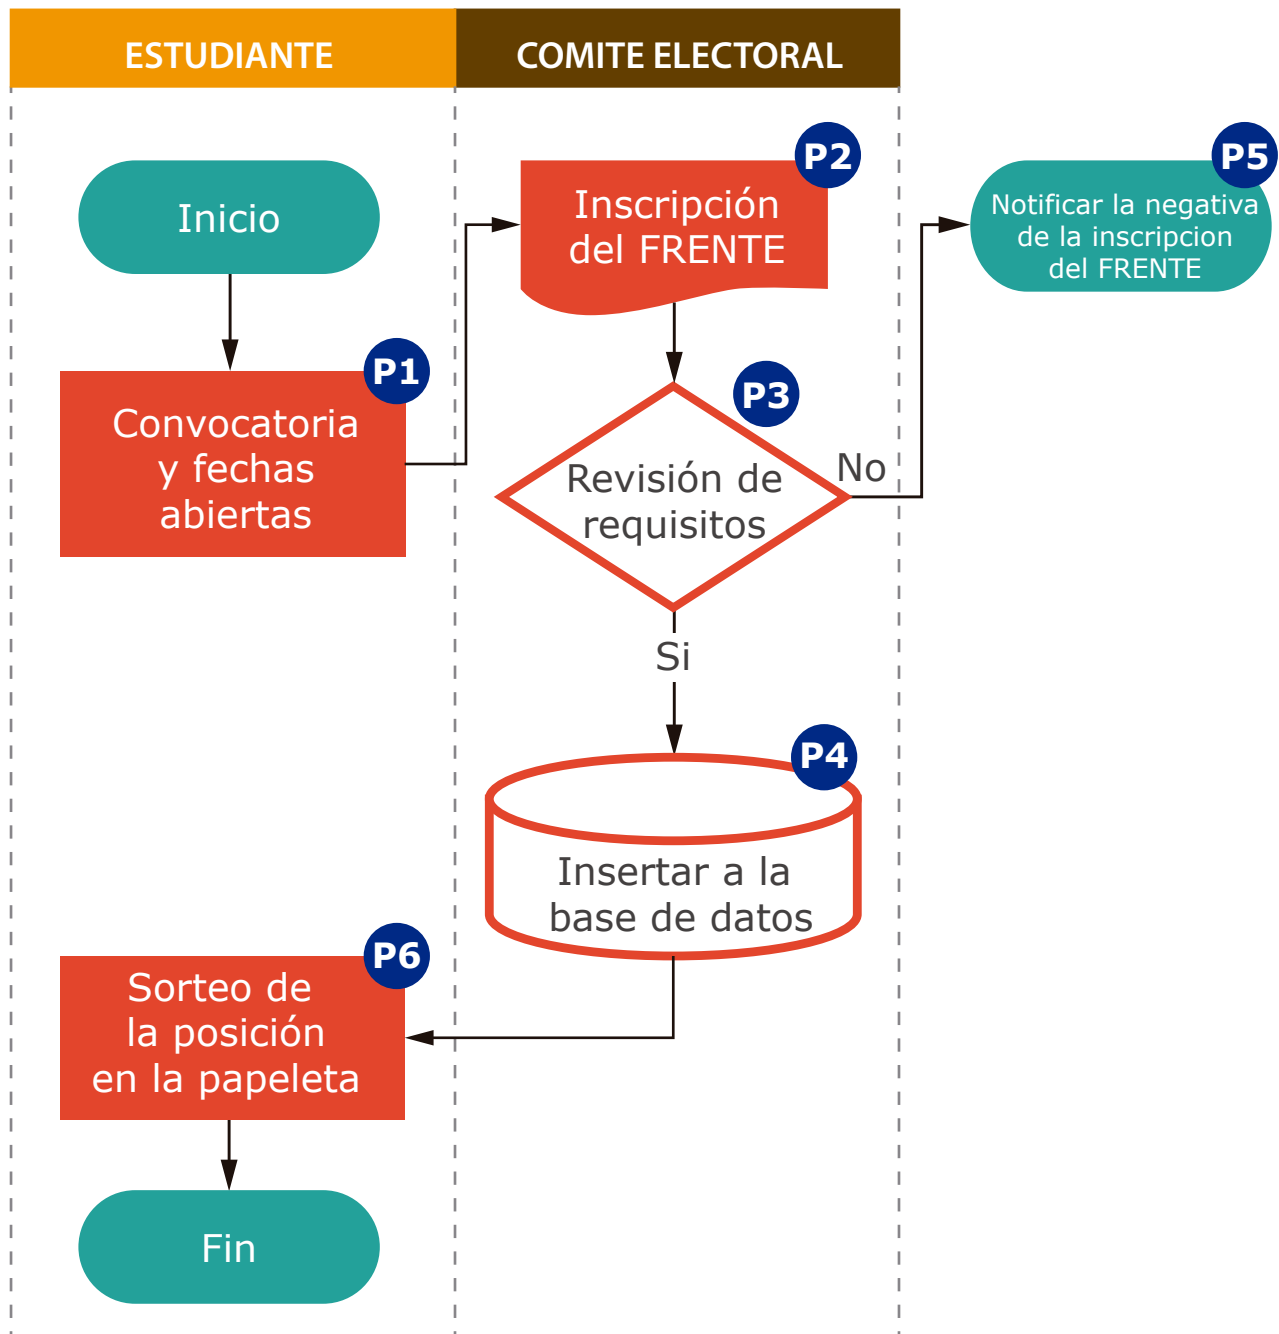 ESTUDIANTE
COMITE ELECTORAL
Inicio
P1
Convocatoria
y fechas
abiertas
P2
Inscripción
del FRENTE
P3
Revisión de
requisitos
No
P5
Notificar la negativa
de la inscripcion
del FRENTE
Si
P4
Insertar a la
base de datos
P6
Sorteo de
la posición
en la papeleta
Fin